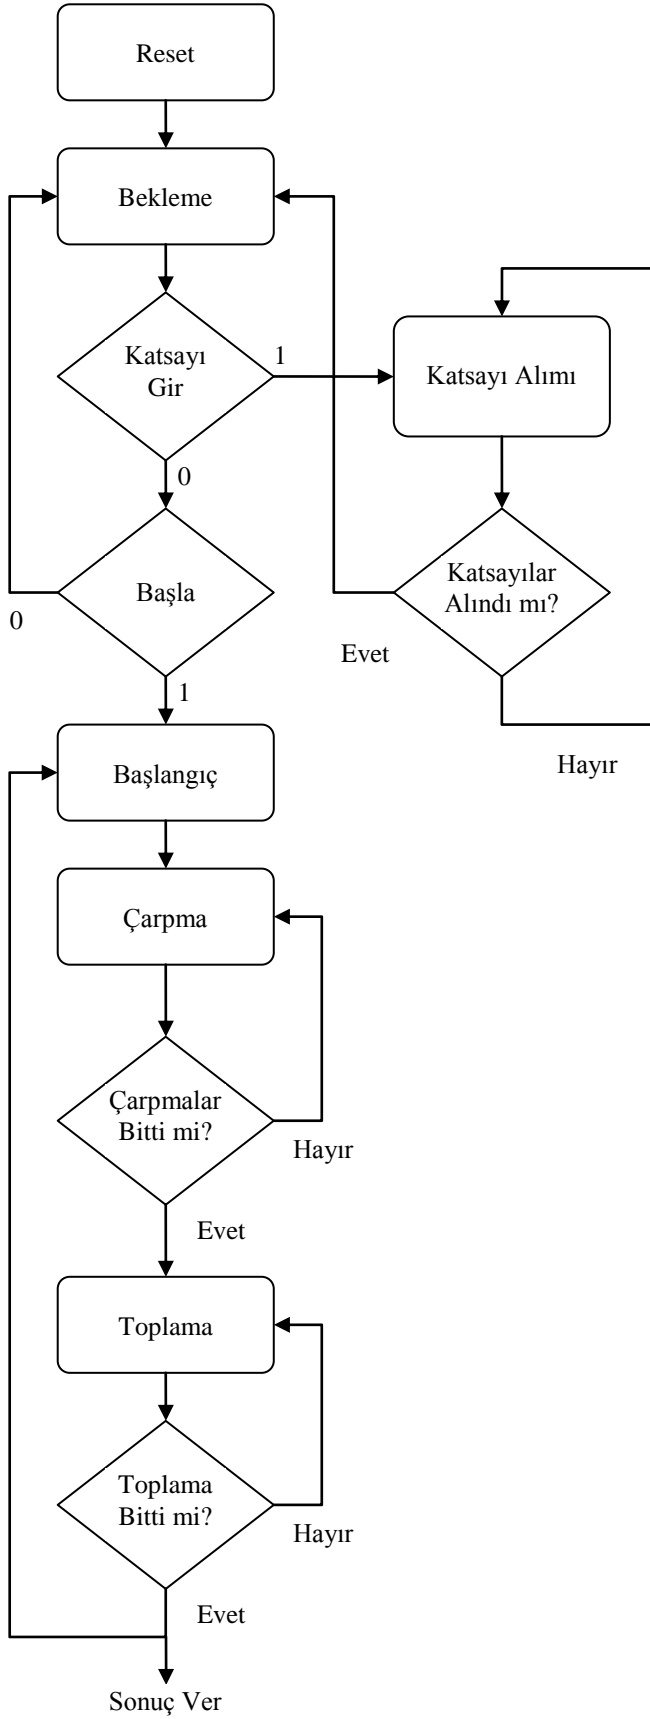 Reset
Bekleme
Katsayı
Gir
1
Katsayı Alımı
0
Başla
Katsayılar
Alındı mı?
0
Evet
1
Hayır
Başlangıç
Çarpma
Çarpmalar
Bitti mi?
Hayır
Evet
Toplama
Toplama
Bitti mi?
Hayır
Evet
Sonuç Ver